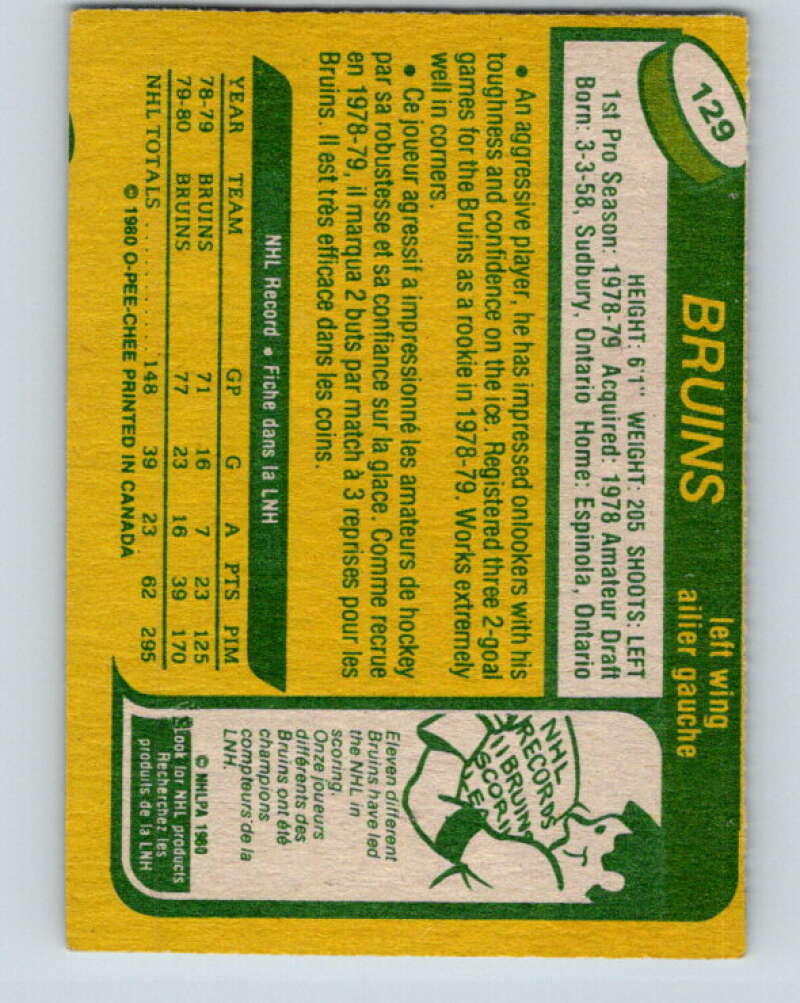 129
BRUINS
left wing
ailier gauche
HEIGHT: 6'1" WEIGHT: 205 SHOOTS: LEFT
1st Pro Season: 1978-79 Acquired: 1978 Amateur Draft
Born: 3-3-58, Sudbury, Ontario Home: Espinola, Ontario
• An aggressive player, he has impressed onlookers with his
toughness and confidence on the ice. Registered three 2-goal
games for the Bruins as a rookie in 1978-79. Works extremely
well in corners.
• Ce joueur agressif a impressionné les amateurs de hockey
par sa robustesse et sa confiance sur la glace. Comme recrue
en 1978-79, il marqua 2 buts par match à 3 reprises pour les
Bruins. Il est très efficace dans les coins.
NHL Record • Fiche dans la LNH
YEAR TEAM GP G A PTS PIM
78-79 BRUINS 71 16 7 23 125
79-80 BRUINS 77 23 16 39 170
NHL TOTALS .......... 148 39 23 62 295
© 1980 O-PEE-CHEE PRINTED IN CANADA
NHL
RECORDS
11 BRUINS
SCORIN
LEA
Eleven different
Bruins have led
the NHL in
scoring
Onze joueurs
différents des
Bruins ont été
champions
compteurs de la
LNH.
© NHLPA 1980
Look for NHL products
Recherchez les
produits de la LNH